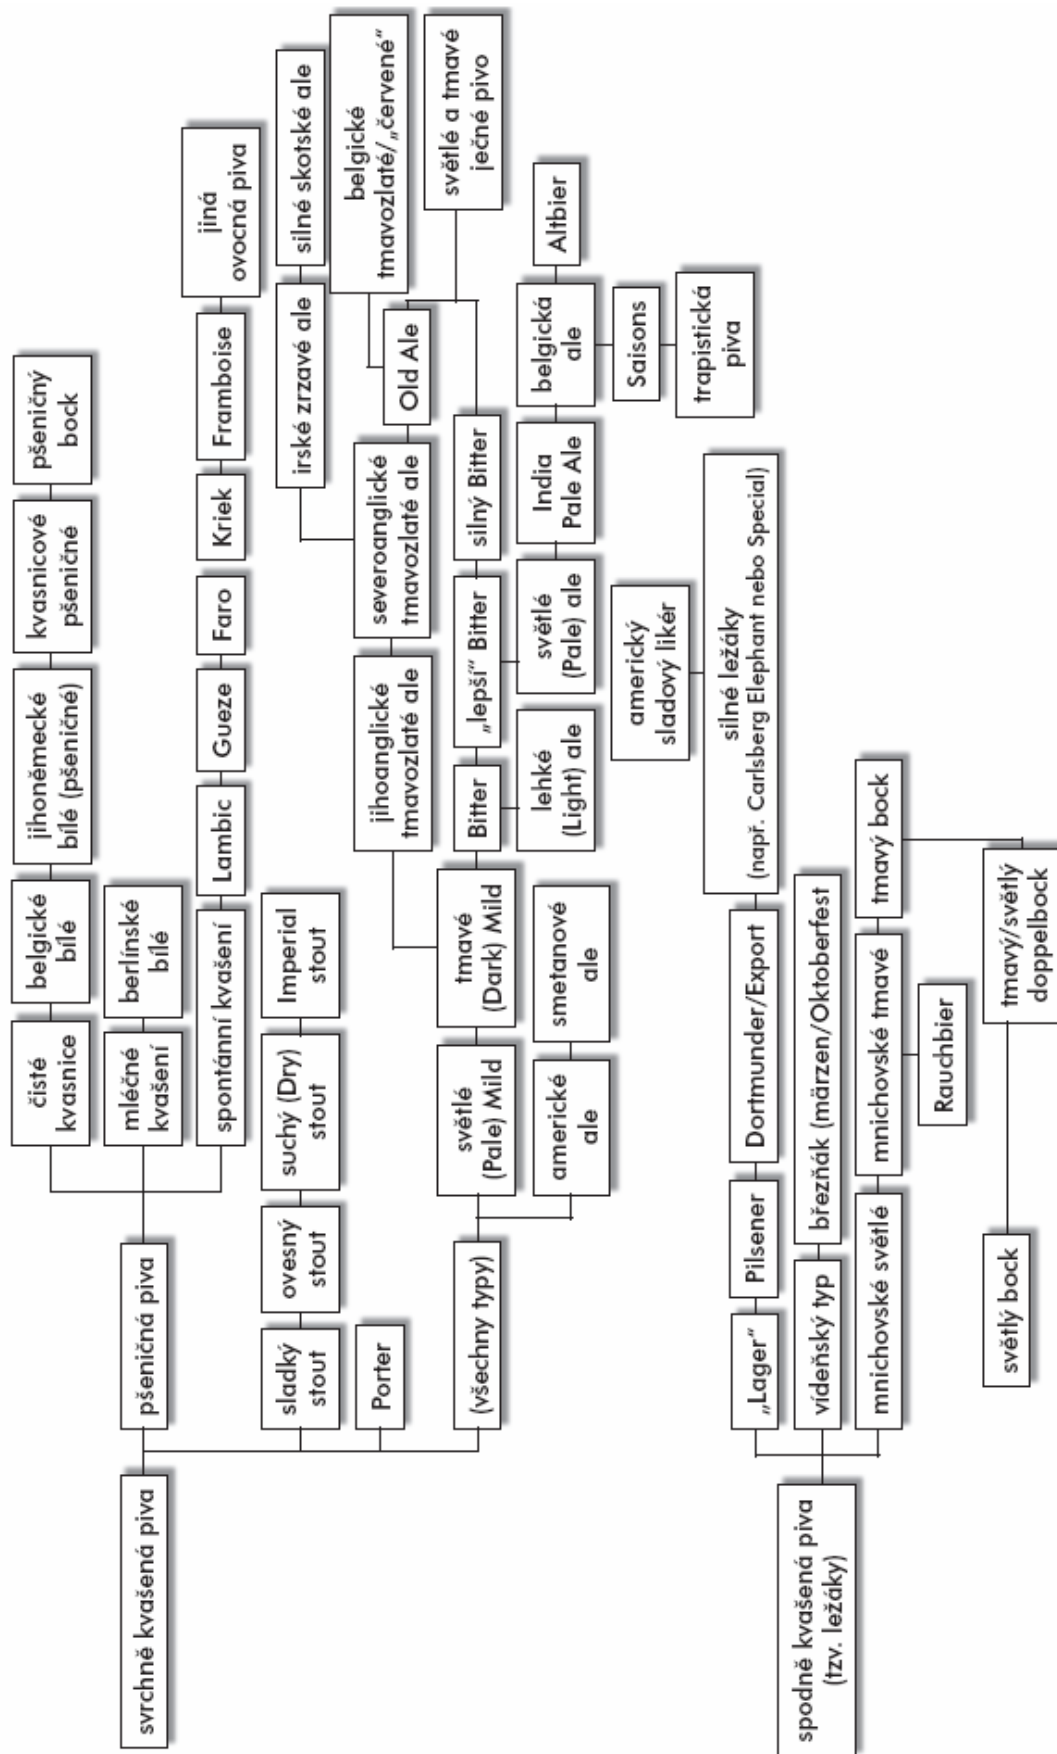 svrchně kvašená piva
pšeničná piva
čisté
kvasnice
belgické
bílé
jihoněmecké
bílé (pšeničné)
kvasnicové
pšeničné
pšeničný
bock
mléčné
kvašení
berlínské
bílé
spontánní kvašení
Lambic
Gueze
Faro
Kriek
Framboise
jiná
ovocná piva
sladký
stout
ovesný
stout
suchý (Dry)
stout
Imperial
stout
Porter
irské zrzavé ale
silné skotské ale
belgické
tmavozlaté/„červené“
jihoanglické
tmavozlaté ale
severoanglické
tmavozlaté ale
Old Ale
světlé a tmavé
ječné pivo
(všechny typy)
světlé
(Pale) Mild
tmavé
(Dark) Mild
Bitter
„lepší“ Bitter
silný Bitter
americké
ale
smetanové
ale
lehké
(Light) ale
světlé
(Pale) ale
India
Pale Ale
belgická
ale
Altbier
Saisons
trapistická
piva
spodně kvašená piva
(tzv. ležáky)
americký
sladový likér
„Lager“
Pilsener
Dortmunder/Export
silné ležáky
(např. Carlsberg Elephant nebo Special)
vídeňský typ
březňák (märzen/Oktoberfest
mnichovské světlé
mnichovské tmavé
tmavý bock
Rauchbier
světlý bock
tmavý/světlý
doppelbock